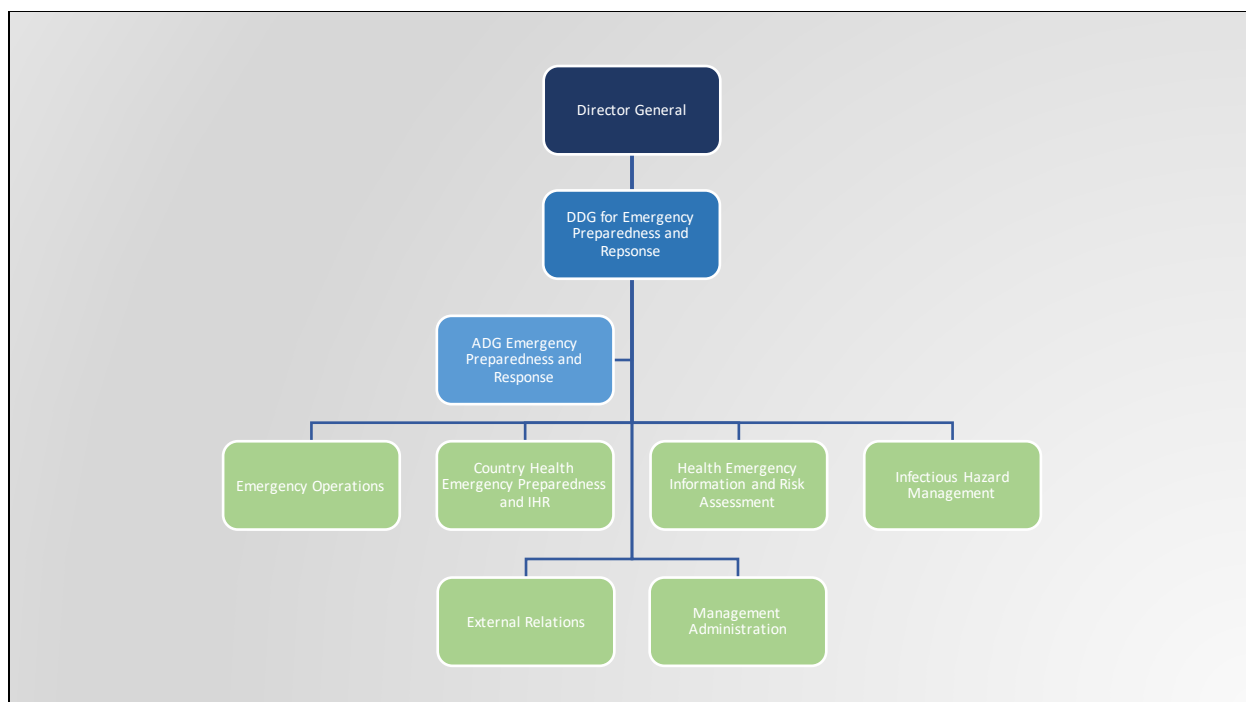 Director General
DDG for Emergency
Preparedness and
Repsonse
ADG Emergency
Preparedness and
Response
Emergency Operations
Country Health
Emergency Preparedness
and IHR
Health Emergency
Information and Risk
Assessment
Infectious Hazard
Management
External Relations
Management
Administration